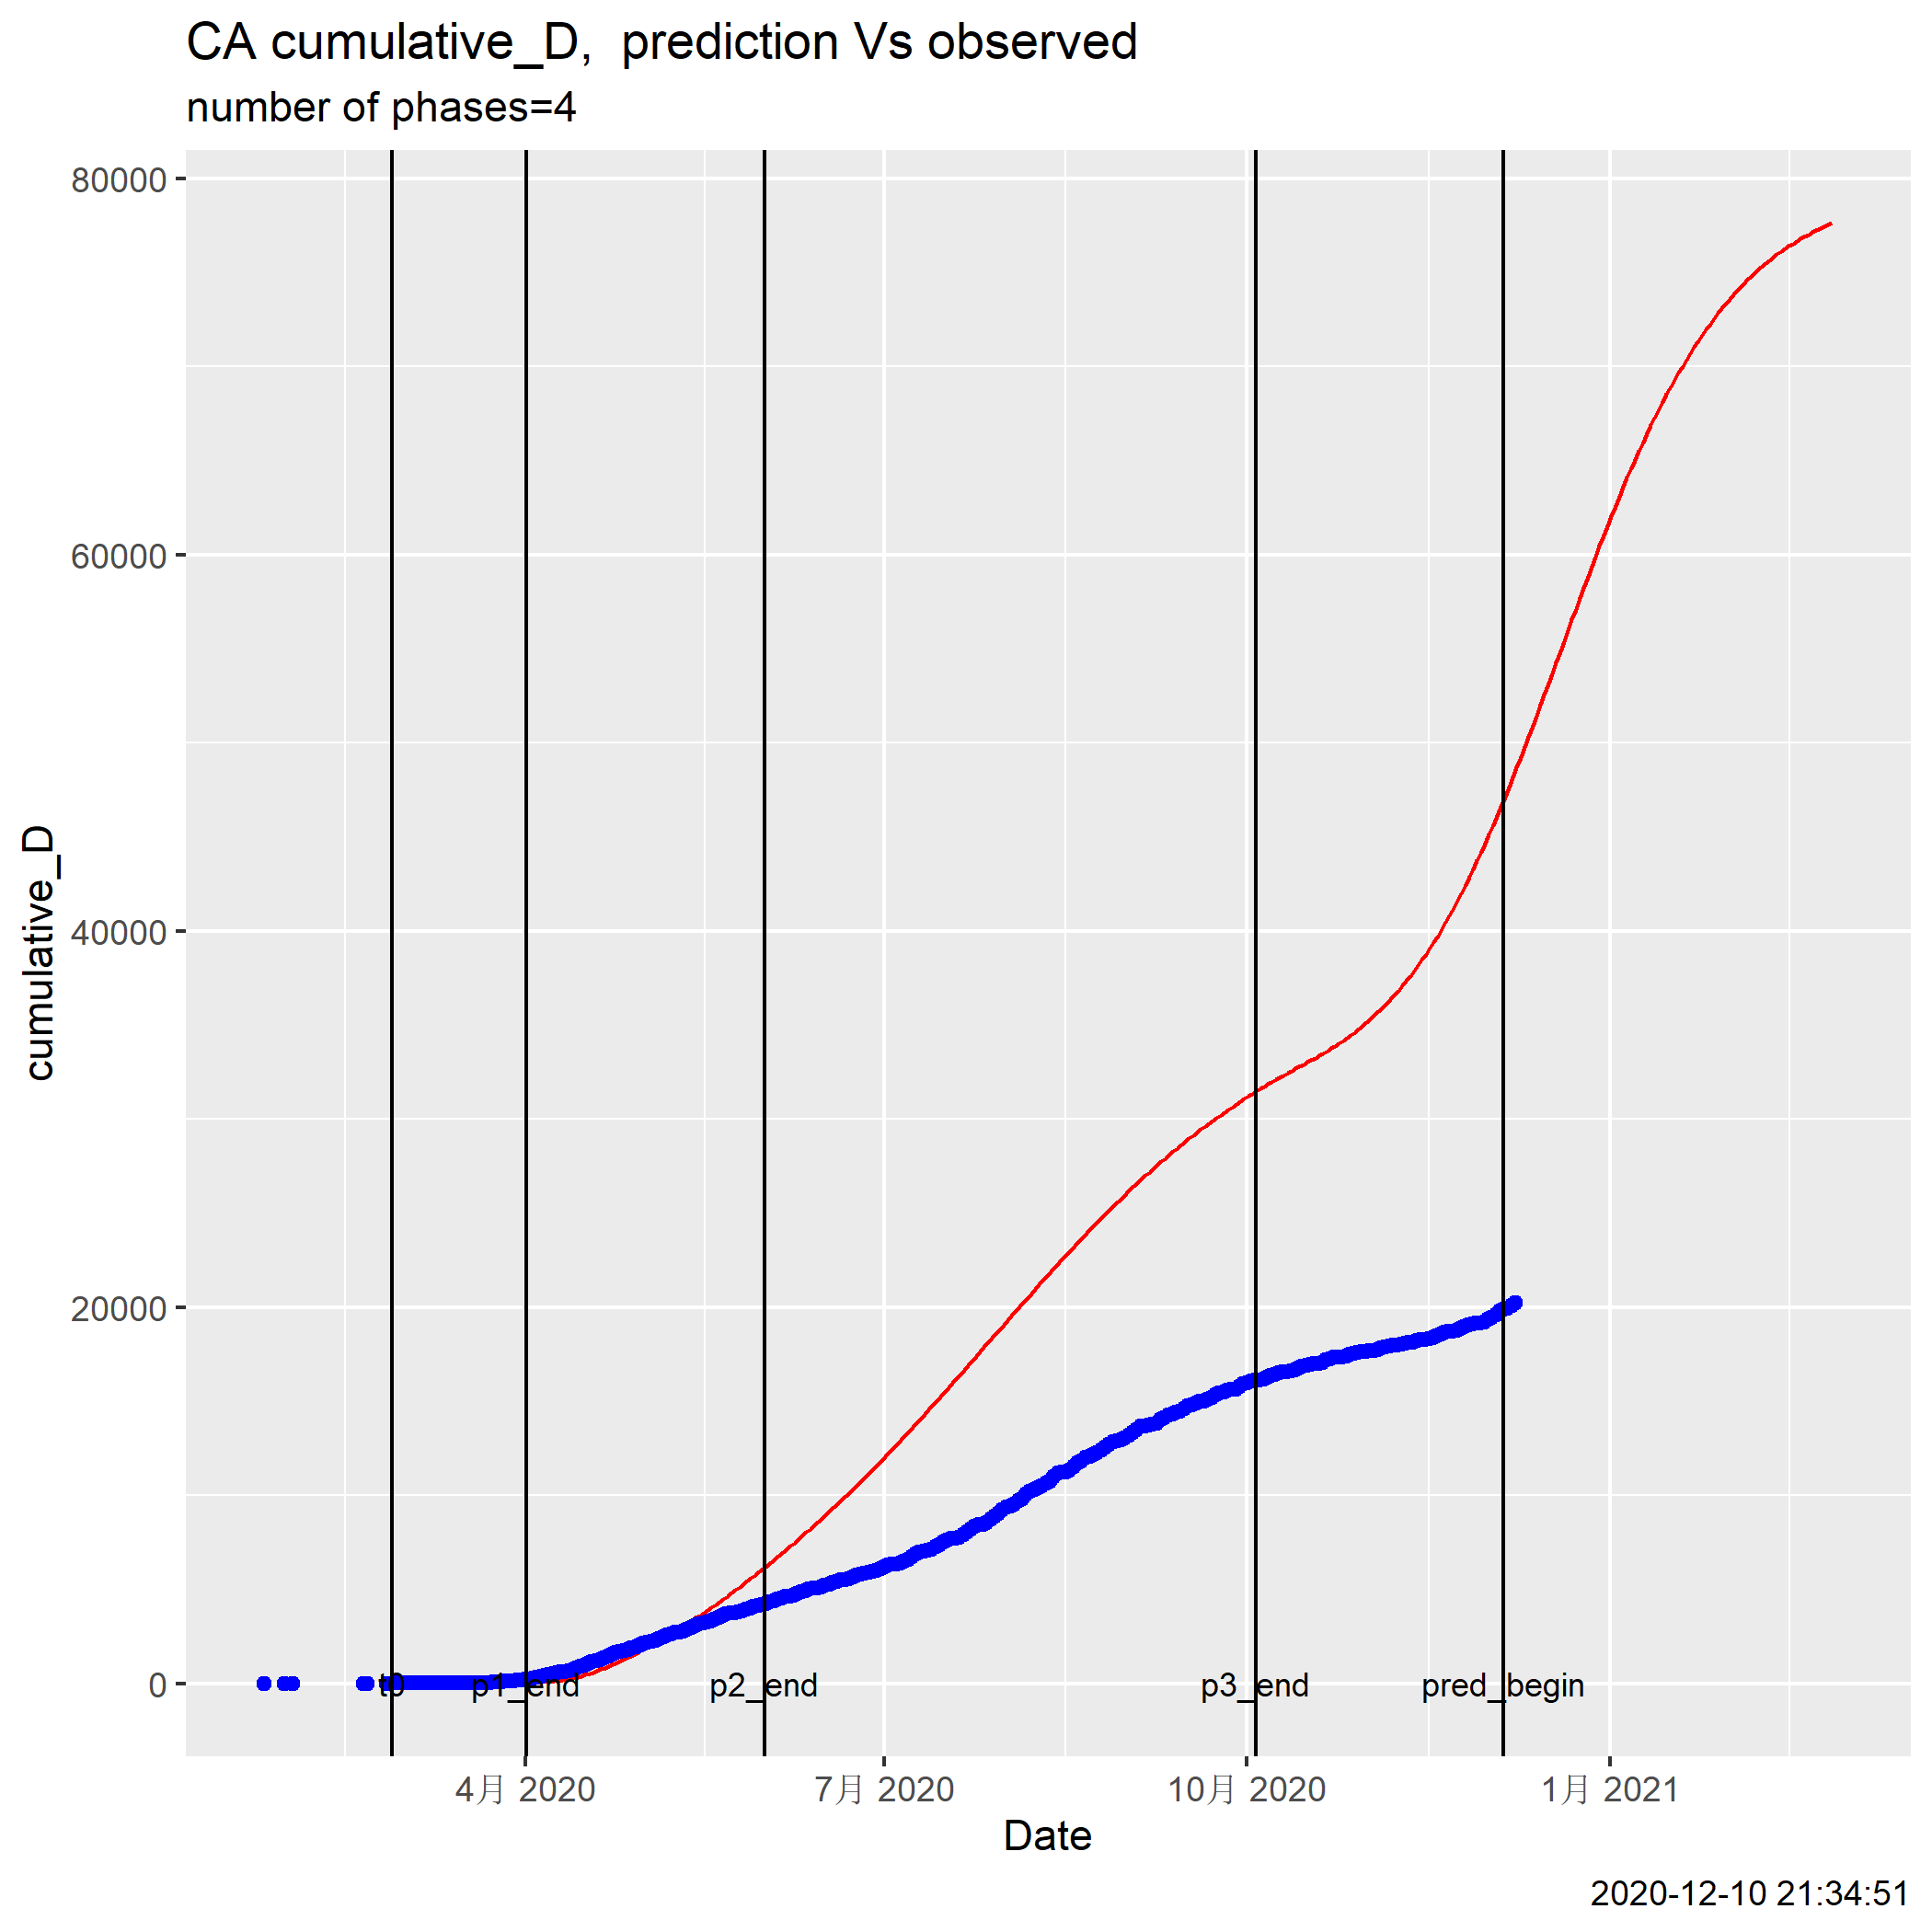 CA cumulative_D,  prediction Vs observed
number of phases=4
80000
60000
40000
20000
0
cumulative_D
t0
p1_end
p2_end
p3_end
pred_begin
4月 2020
7月 2020
10月 2020
1月 2021
Date
2020-12-10 21:34:51